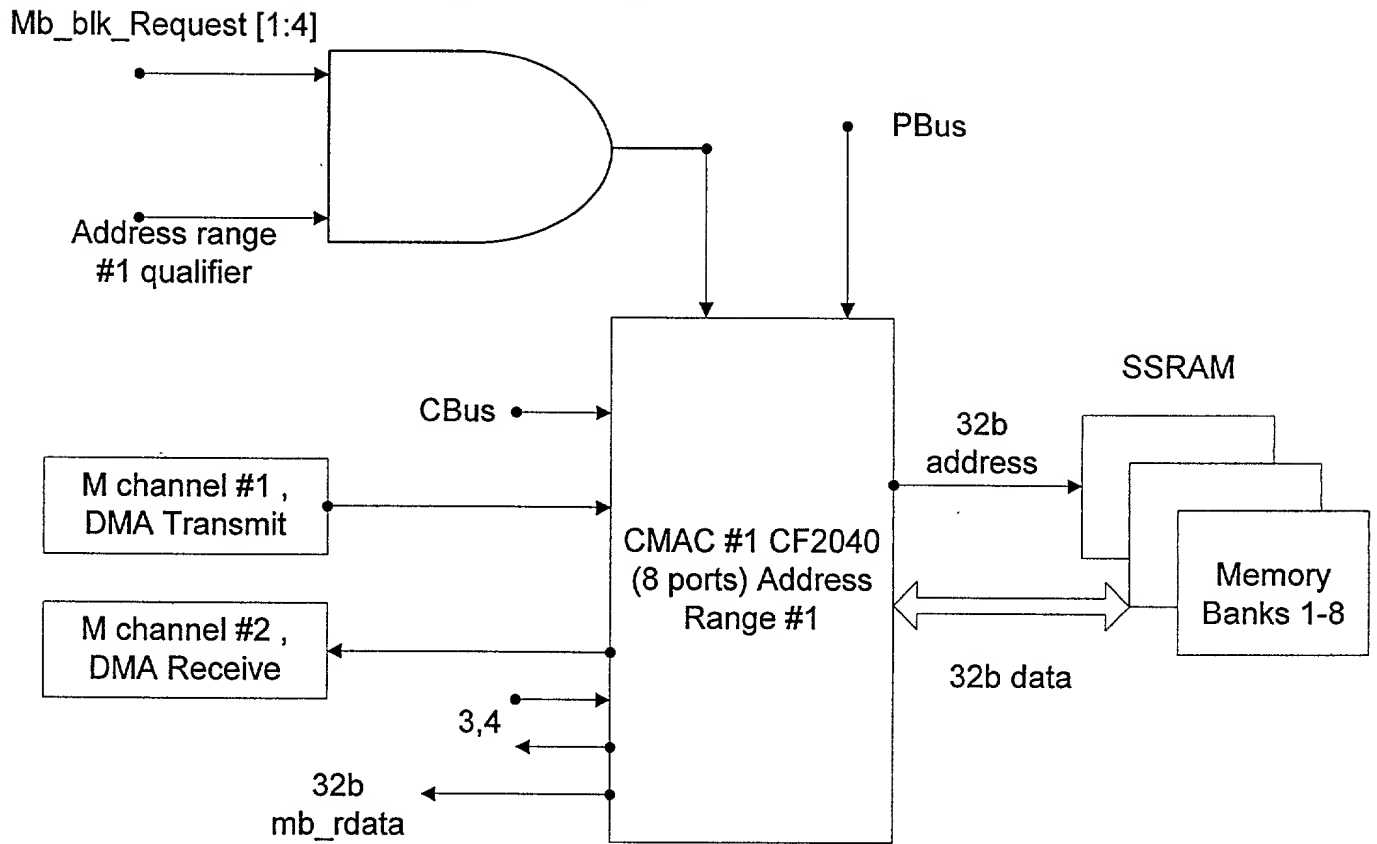 Mb_blk_Request [1:4]
PBus
Address range
#1 qualifier
SSRAM
CBus
32b
address
M channel #1 ,
DMA Transmit
CMAC #1 CF2040
(8 ports) Address
Range #1
Memory
Banks 1-8
M channel #2 ,
DMA Receive
32b data
3,4
32b
mb_rdata